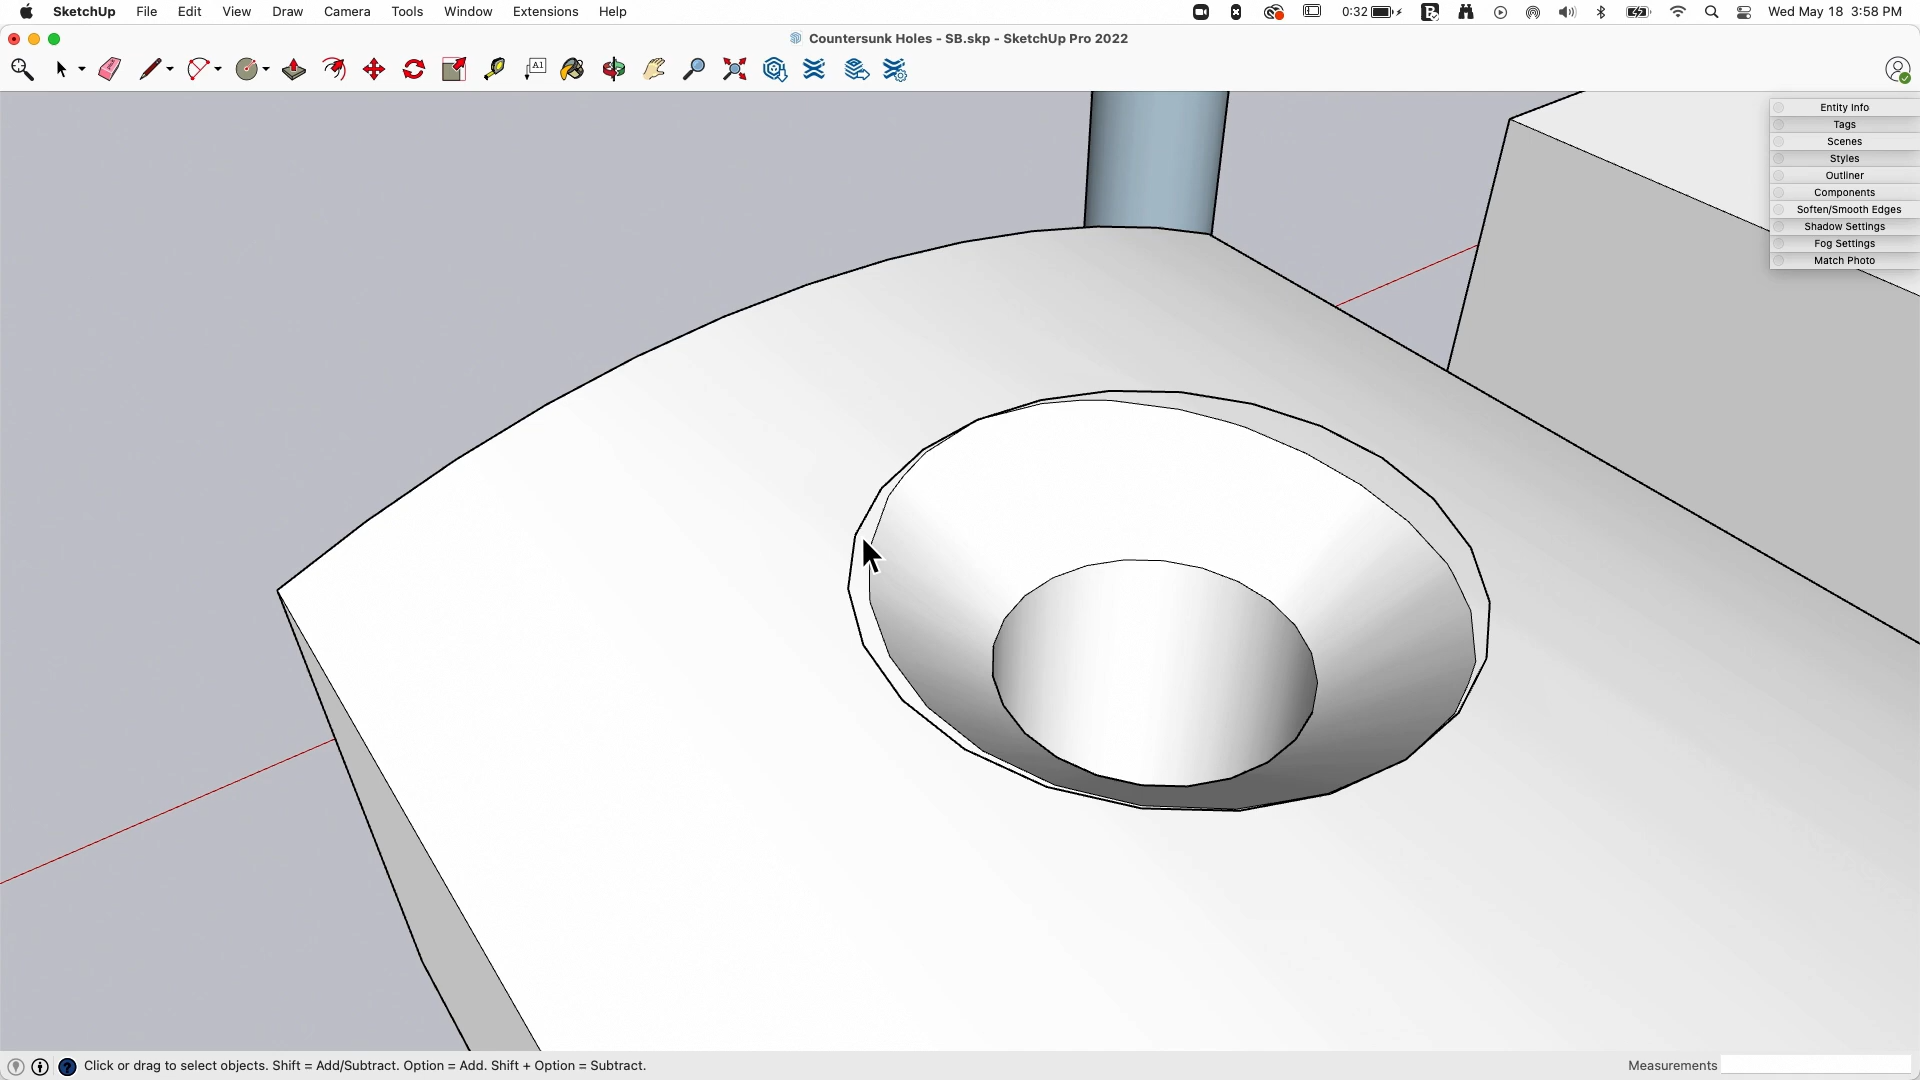 SketchUp File Edit View Draw Camera Tools Window Extensions Help 0:32 Wed May 18 3:58 PM
Countersunk Holes - SB.skp - SketchUp Pro 2022
A1
Entity Info
Tags
Scenes
Styles
Outliner
Components
Soften/Smooth Edges
Shadow Settings
Fog Settings
Match Photo
Click or drag to select objects. Shift = Add/Subtract. Option = Add. Shift + Option = Subtract. Measurements